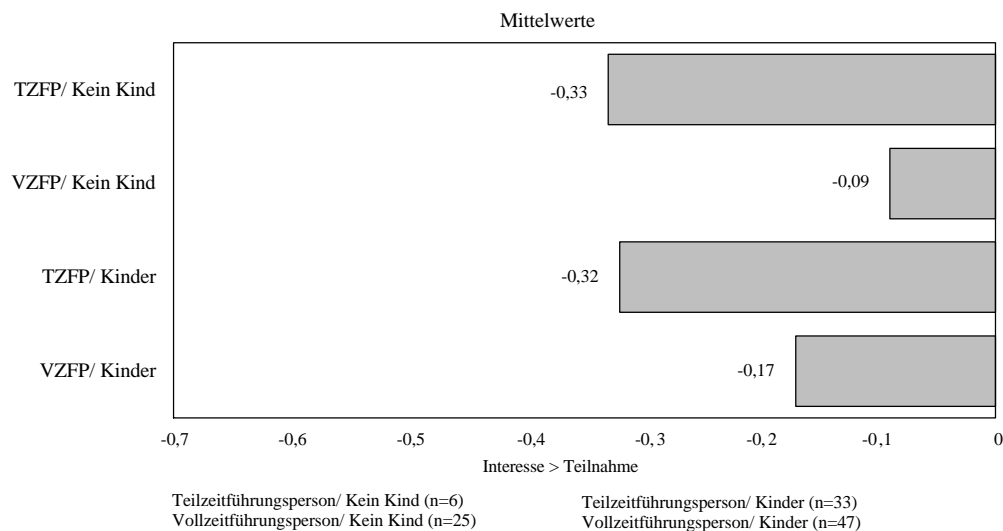 Mittelwerte
TZFP/ Kein Kind
-0,33
VZFP/ Kein Kind
-0,09
TZFP/ Kinder
-0,32
VZFP/ Kinder
-0,17
-0,7 -0,6 -0,5 -0,4 -0,3 -0,2 -0,1 0
Interesse > Teilnahme
Teilzeitführungsperson/ Kein Kind (n=6) Teilzeitführungsperson/ Kinder (n=33)
Vollzeitführungsperson/ Kein Kind (n=25) Vollzeitführungsperson/ Kinder (n=47)